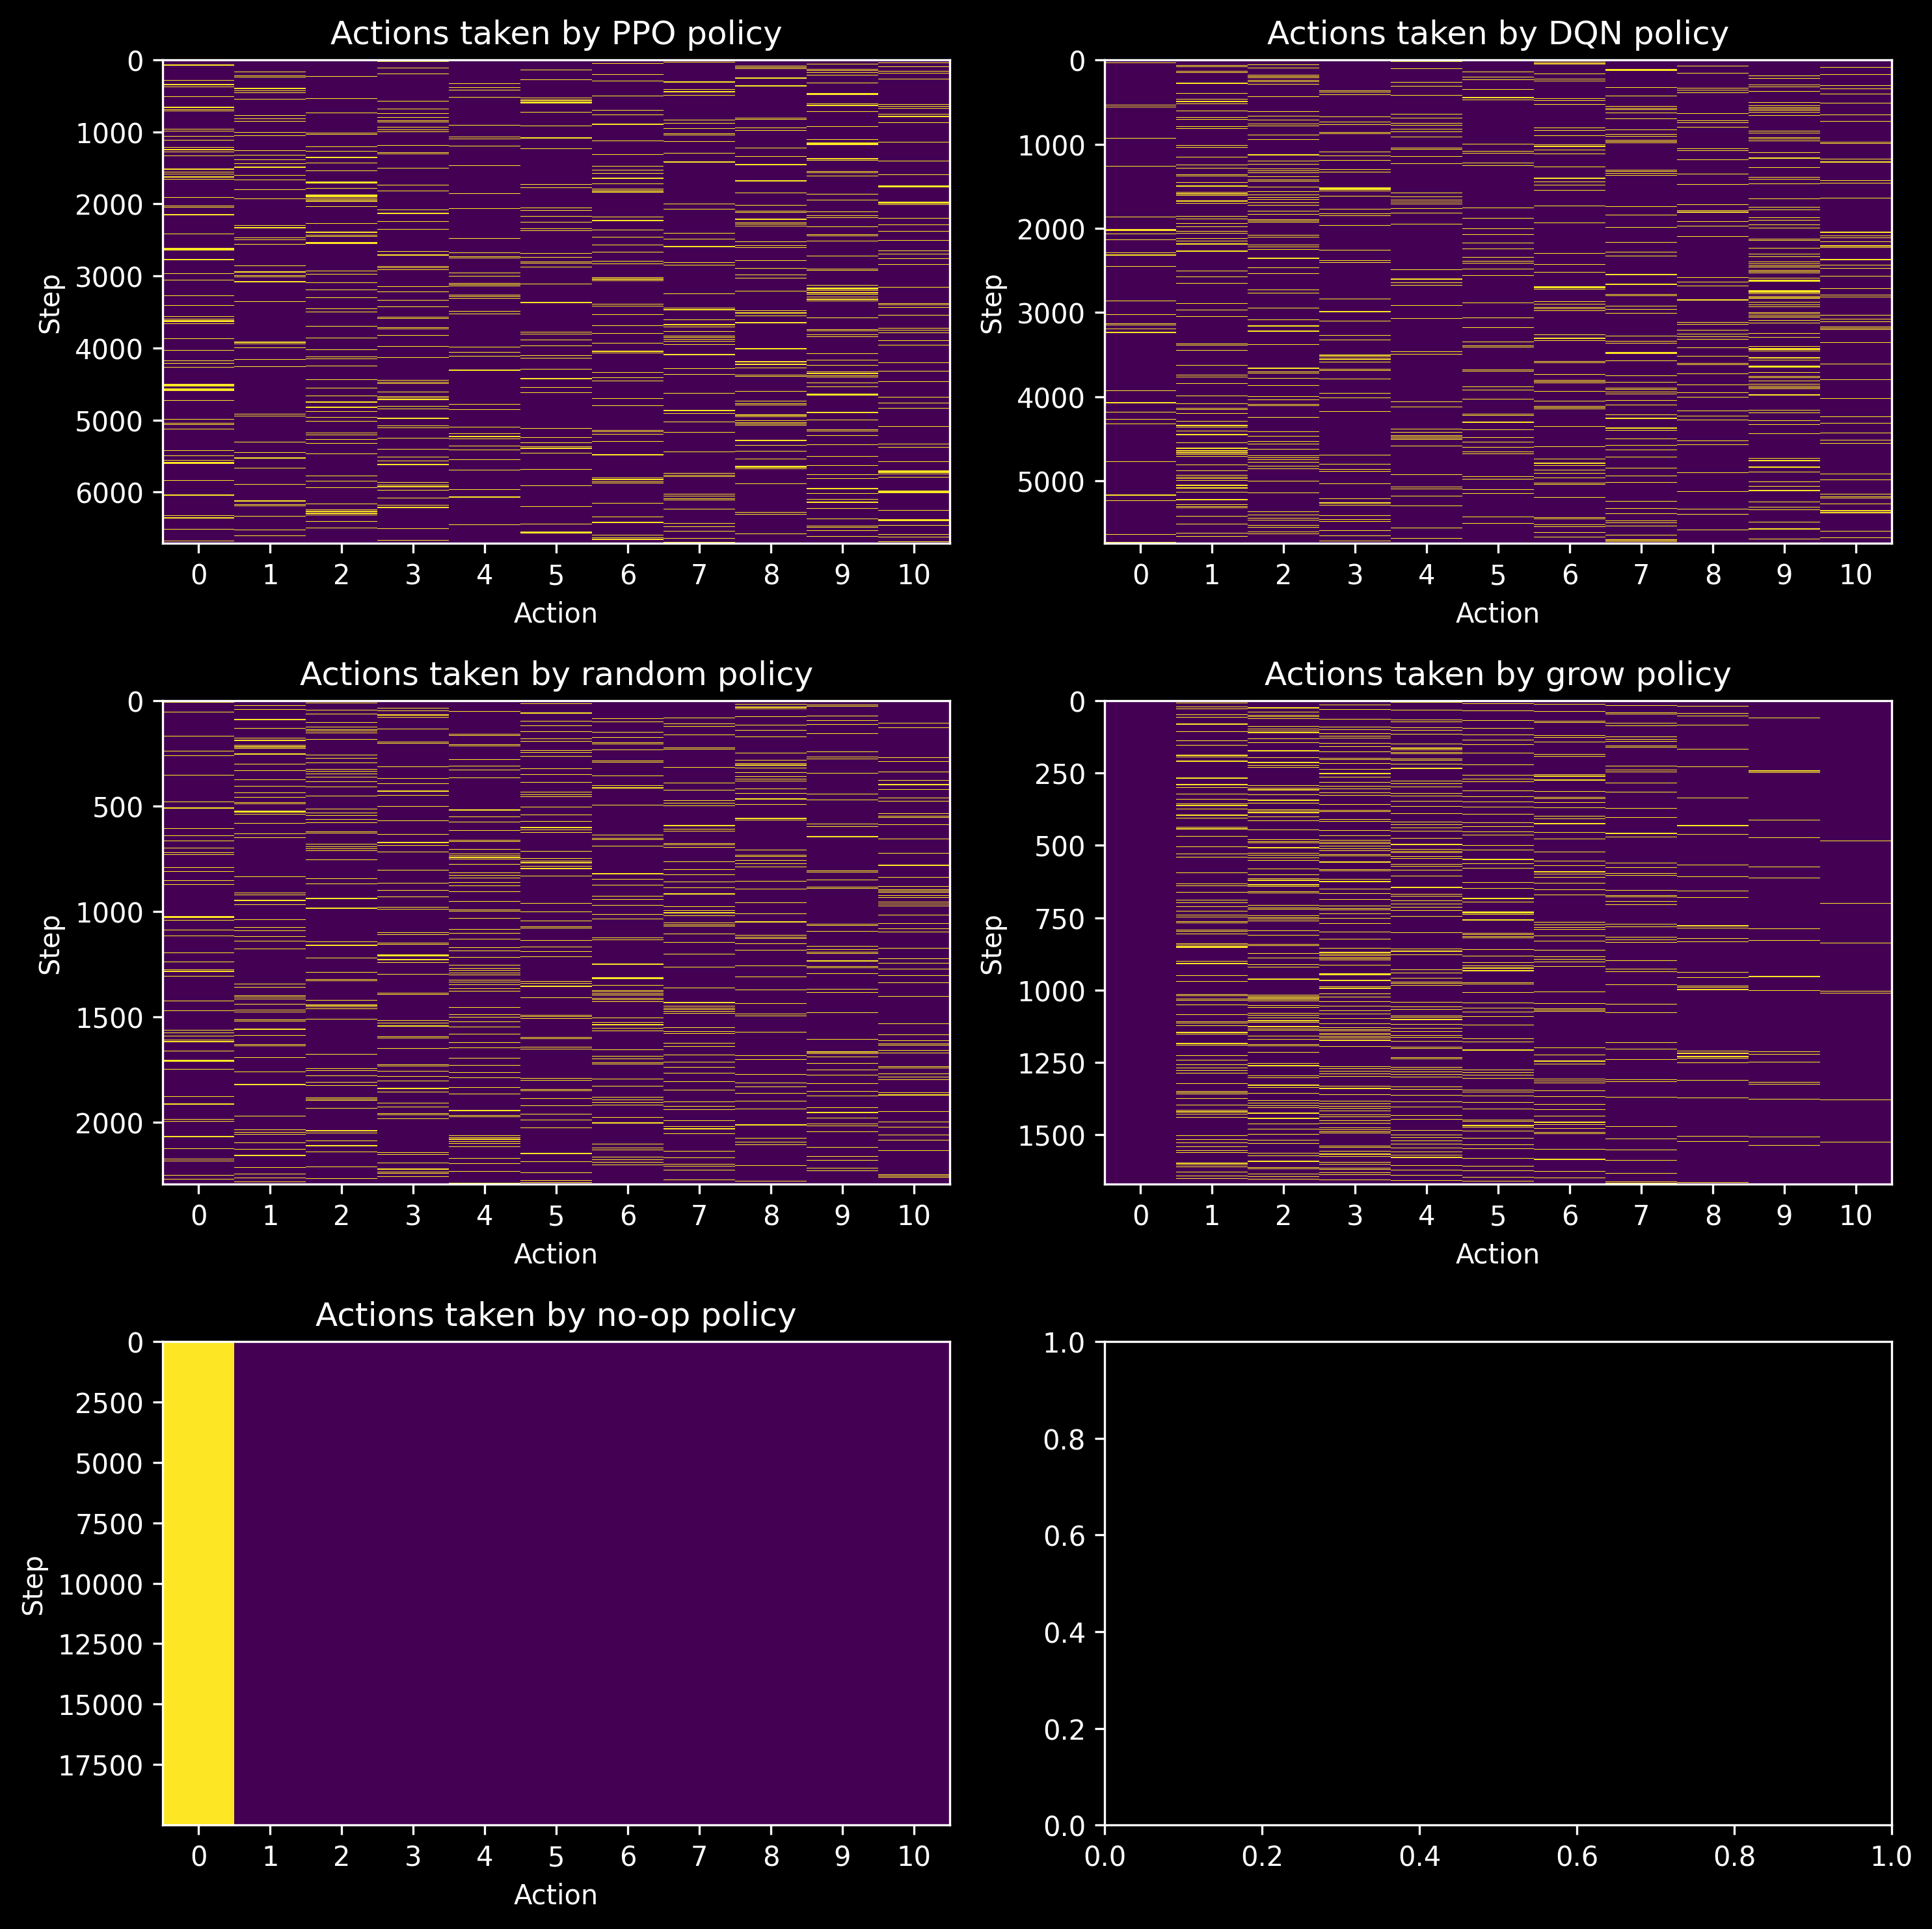 Actions taken by PPO policy
0
1000
2000
3000
4000
5000
6000
Step
0 1 2 3 4 5 6 7 8 9 10
Action
Actions taken by DQN policy
0
1000
2000
3000
4000
5000
Step
0 1 2 3 4 5 6 7 8 9 10
Action
Actions taken by random policy
0
500
1000
1500
2000
Step
0 1 2 3 4 5 6 7 8 9 10
Action
Actions taken by grow policy
0
250
500
750
1000
1250
1500
Step
0 1 2 3 4 5 6 7 8 9 10
Action
Actions taken by no-op policy
0
2500
5000
7500
10000
12500
15000
17500
Step
0 1 2 3 4 5 6 7 8 9 10
Action
1.0
0.8
0.6
0.4
0.2
0.0
0.0 0.2 0.4 0.6 0.8 1.0